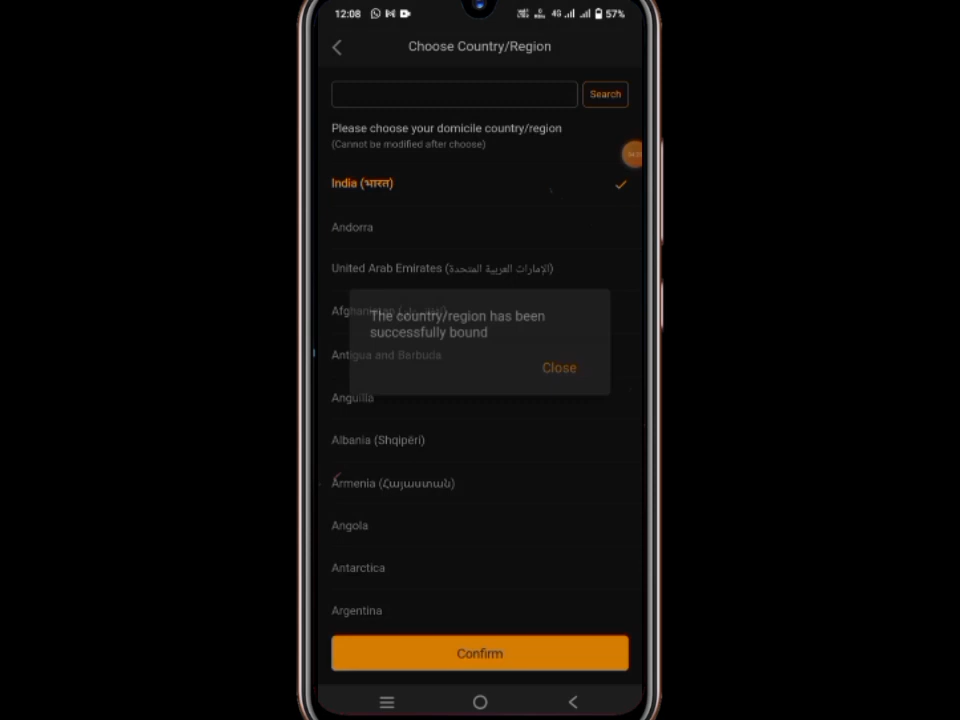 12:08
4G
57%
Choose Country/Region
Search
Please choose your domicile country/region
(Cannot be modified after choose)
India (भारत)
Andorra
United Arab Emirates (الإمارات العربية المتحدة)
The country/region has been
successfully bound
Antigua and Barbuda
Close
Anguilla
Albania (Shqipëri)
Armenia (Հայաստան)
Angola
Antarctica
Argentina
Confirm